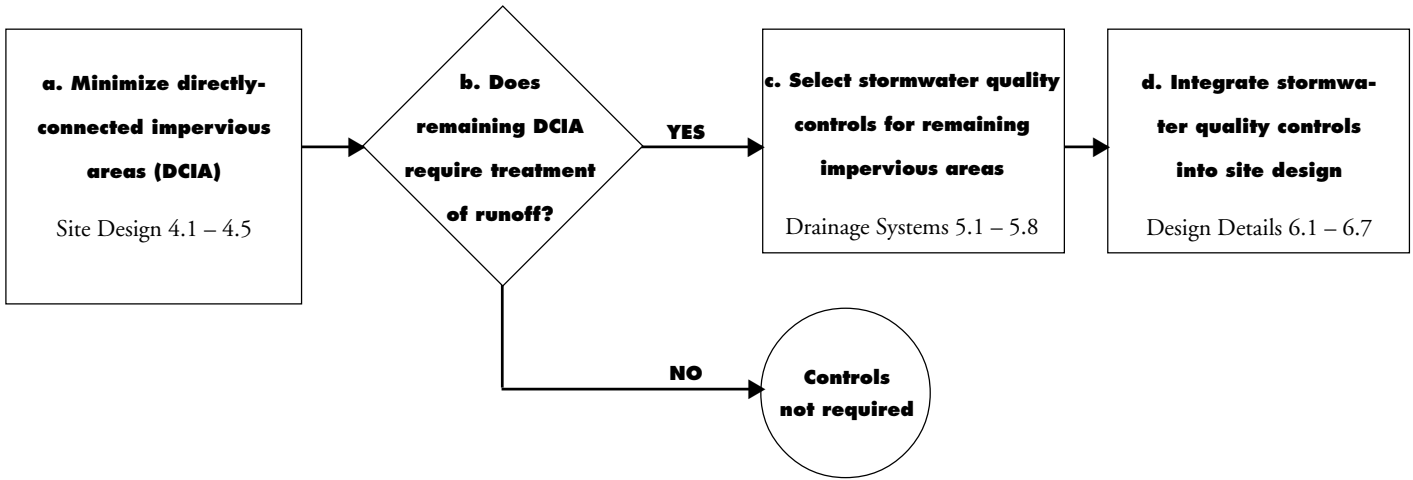 a. Minimize directly-
connected impervious
areas (DCIA)
Site Design 4.1 – 4.5
b. Does
remaining DCIA
require treatment
of runoff?
YES
c. Select stormwater quality
controls for remaining
impervious areas
Drainage Systems 5.1 – 5.8
d. Integrate stormwa-
ter quality controls
into site design
Design Details 6.1 – 6.7
NO
Controls
not required